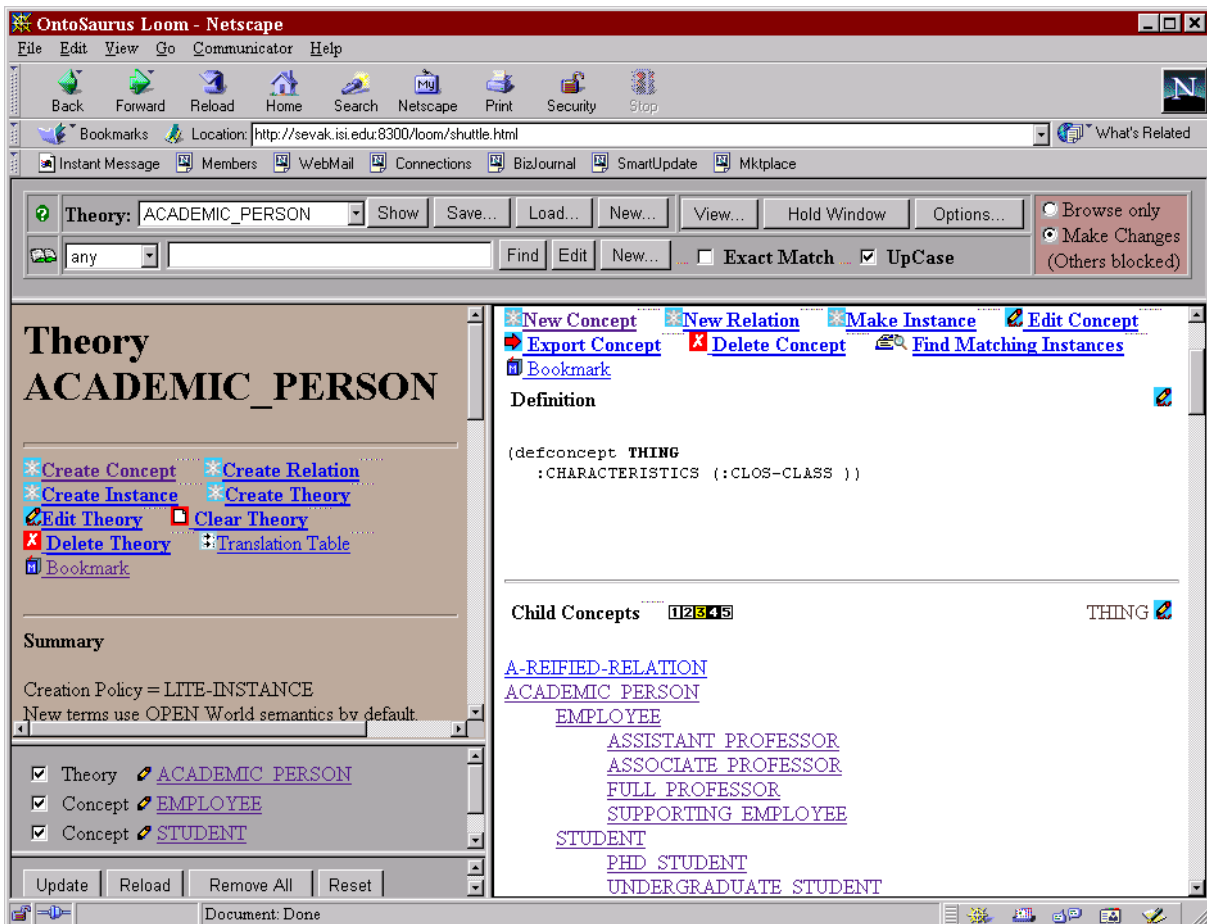 OntoSaurus Loom - Netscape
File Edit View Go Communicator Help
My
Back Forward Reload Home Search Netscape Print Security Stop
N
Bookmarks Location: http://sevak.isi.edu:8300/loom/shuttle.html What's Related
Instant Message Members WebMail Connections BizJournal SmartUpdate Mktplace
Theory: ACADEMIC_PERSON Show Save... Load... New... View... Hold Window Options... Browse only
Make Changes
any Find Edit New... ... Exact Match ... UpCase (Others blocked)
Theory
ACADEMIC_PERSON
Create Concept Create Relation
Create Instance Create Theory
Edit Theory Clear Theory
Delete Theory Translation Table
Bookmark
Summary
Creation Policy = LITE-INSTANCE
New terms use OPEN World semantics by default.
Theory ACADEMIC_PERSON
Concept EMPLOYEE
Concept STUDENT
Update Reload Remove All Reset
New Concept New Relation Make Instance Edit Concept
Export Concept Delete Concept Find Matching Instances
Bookmark
Definition
(defconcept THING
:CHARACTERISTICS (:CLOS-CLASS ))
Child Concepts 1 2 3 4 5 THING
A-REIFIED-RELATION
ACADEMIC_PERSON
EMPLOYEE
ASSISTANT_PROFESSOR
ASSOCIATE_PROFESSOR
FULL_PROFESSOR
SUPPORTING_EMPLOYEE
STUDENT
PHD_STUDENT
UNDERGRADUATE_STUDENT
Document: Done